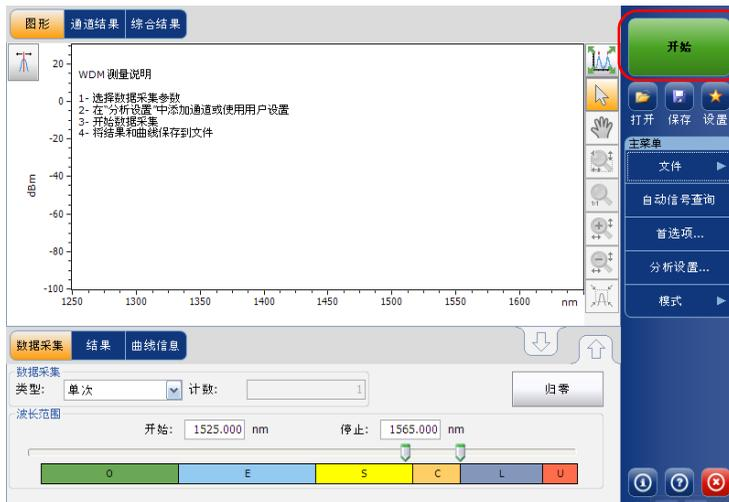 图形 通道结果 综合结果
开始
打开 保存 设置
主菜单
文件
自动信号查询
首选项...
分析设置...
模式
WDM 测量说明
1- 选择数据采集参数
2- 在“分析设置”中添加通道或使用用户设置
3- 开始数据采集
4- 将结果和曲线保存到文件
dBm
20
0
-20
-40
-60
-80
-100
1250 1300 1350 1400 1450 1500 1550 1600 nm
1:1
数据采集 结果 曲线信息
数据采集
类型: 单次 计数: 1 归零
波长范围
开始: 1525.000 nm 停止: 1565.000 nm
O E S C L U